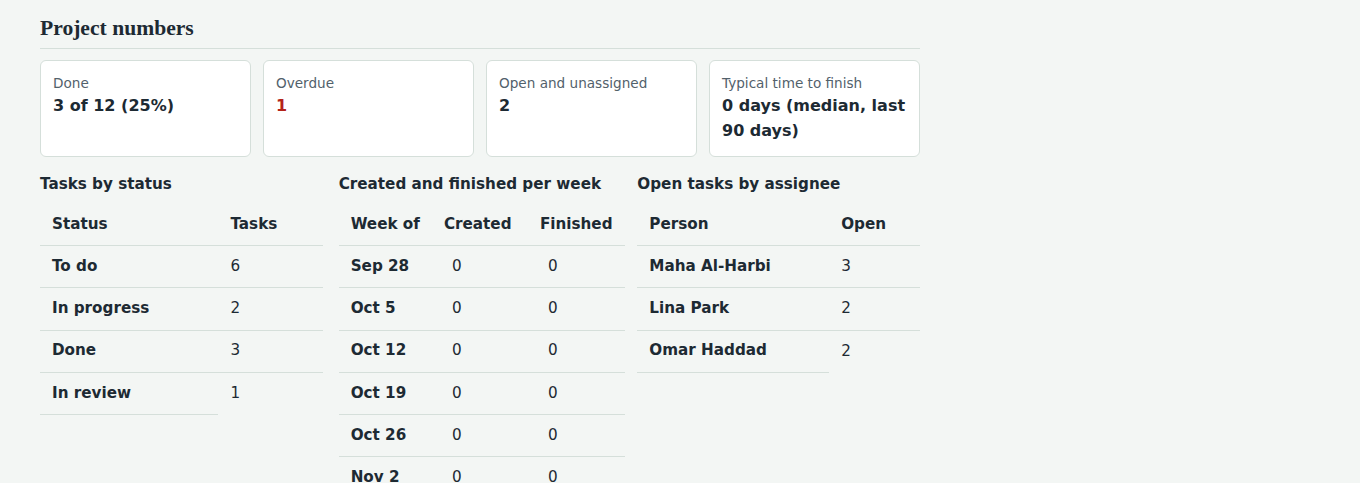 Project numbers
Done
3 of 12 (25%)
Overdue
1
Open and unassigned
2
Typical time to finish
0 days (median, last
90 days)
Tasks by status
Status Tasks
To do 6
In progress 2
Done 3
In review 1
Created and finished per week
Week of Created Finished
Sep 28 0 0
Oct 5 0 0
Oct 12 0 0
Oct 19 0 0
Oct 26 0 0
Nov 2 0 0
Open tasks by assignee
Person Open
Maha Al-Harbi 3
Lina Park 2
Omar Haddad 2